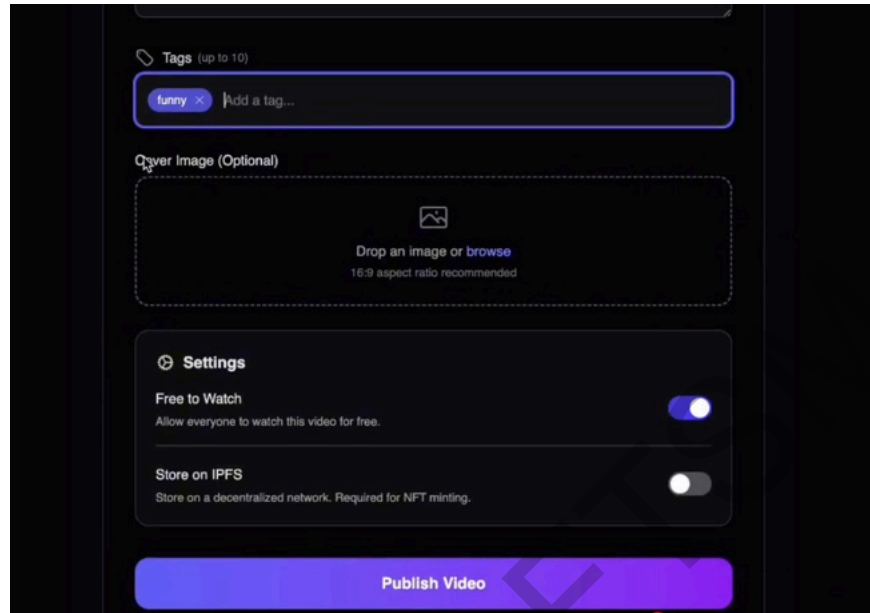 Tags (up to 10)
funny × Add a tag...
Cover Image (Optional)
Drop an image or browse
16:9 aspect ratio recommended
Settings
Free to Watch
Allow everyone to watch this video for free.
Store on IPFS
Store on a decentralized network. Required for NFT minting.
Publish Video